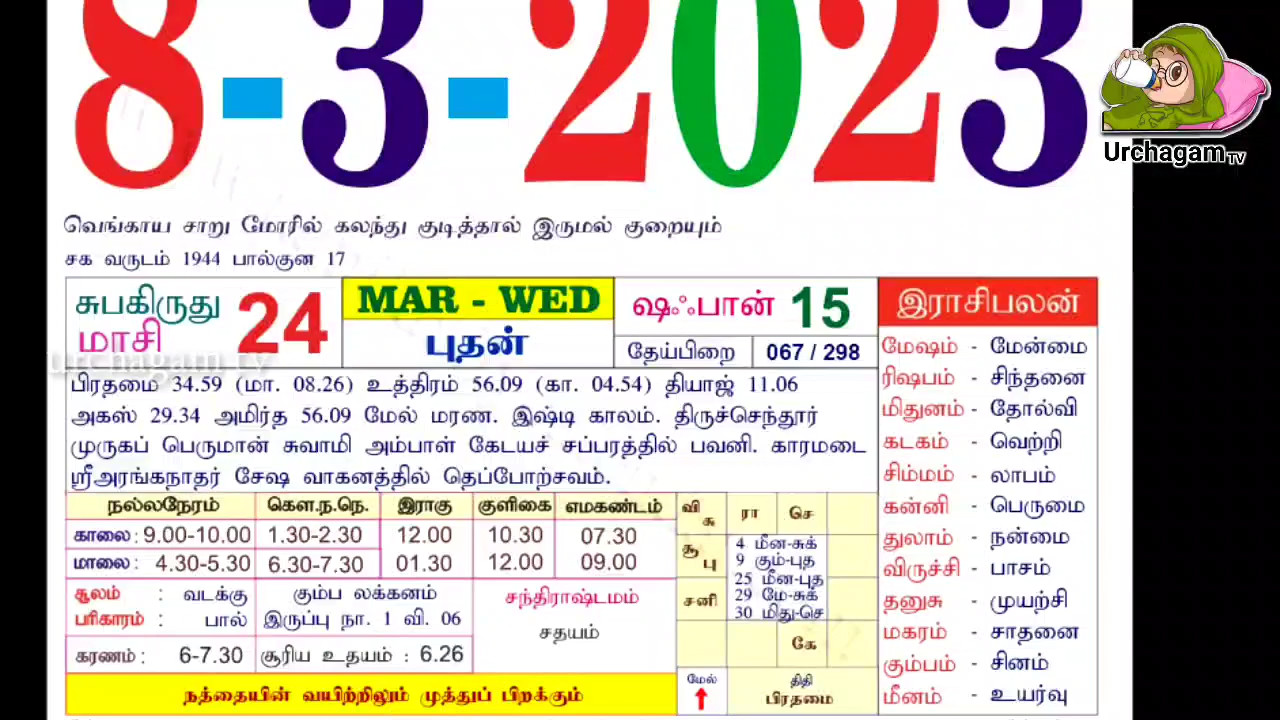 8-3-2023
Urchagam TV
வெங்காய சாறு மோரில் கலந்து குடித்தால் இருமல் குறையும்
சக வருடம் 1944 பால்குன 17
சுபகிருது
மாசி 24
MAR - WED
புதன்
ஷஃபான் 15
தேய்பிறை 067 / 298
urchagam tv
பிரதமை 34.59 (மா. 08.26) உத்திரம் 56.09 (கா. 04.54) தியாஜ் 11.06
அகஸ் 29.34 அமிர்த 56.09 மேல் மரண. இஷ்டி காலம். திருச்செந்தூர்
முருகப் பெருமான் சுவாமி அம்பாள் கேடயச் சப்பரத்தில் பவனி. காரமடை
ஸ்ரீஅரங்கநாதர் சேஷ வாகனத்தில் தெப்போற்சவம்.
நல்லநேரம் கௌ.ந.நெ. இராகு குளிகை எமகண்டம்
காலை : 9.00-10.00 1.30-2.30 12.00 10.30 07.30
மாலை : 4.30-5.30 6.30-7.30 01.30 12.00 09.00
சூலம் : வடக்கு
பரிகாரம் : பால்
கும்ப லக்கனம்
இருப்பு நா. 1 வி. 06
சந்திராஷ்டமம்
சதயம்
கரணம் : 6-7.30 சூரிய உதயம் : 6.26
நத்தையின் வயிற்றிலும் முத்துப் பிறக்கும்
வி சு ரா செ
சூ பு
சனி
கே
4 மீன-சுக்
9 கும்-புத
25 மீன-புத
29 மே-சுக்
30 மிது-செ
மேல்
திதி
பிரதமை
இராசிபலன்
மேஷம் - மேன்மை
ரிஷபம் - சிந்தனை
மிதுனம் - தோல்வி
கடகம் - வெற்றி
சிம்மம் - லாபம்
கன்னி - பெருமை
துலாம் - நன்மை
விருச்சி - பாசம்
தனுசு - முயற்சி
மகரம் - சாதனை
கும்பம் - சினம்
மீனம் - உயர்வு